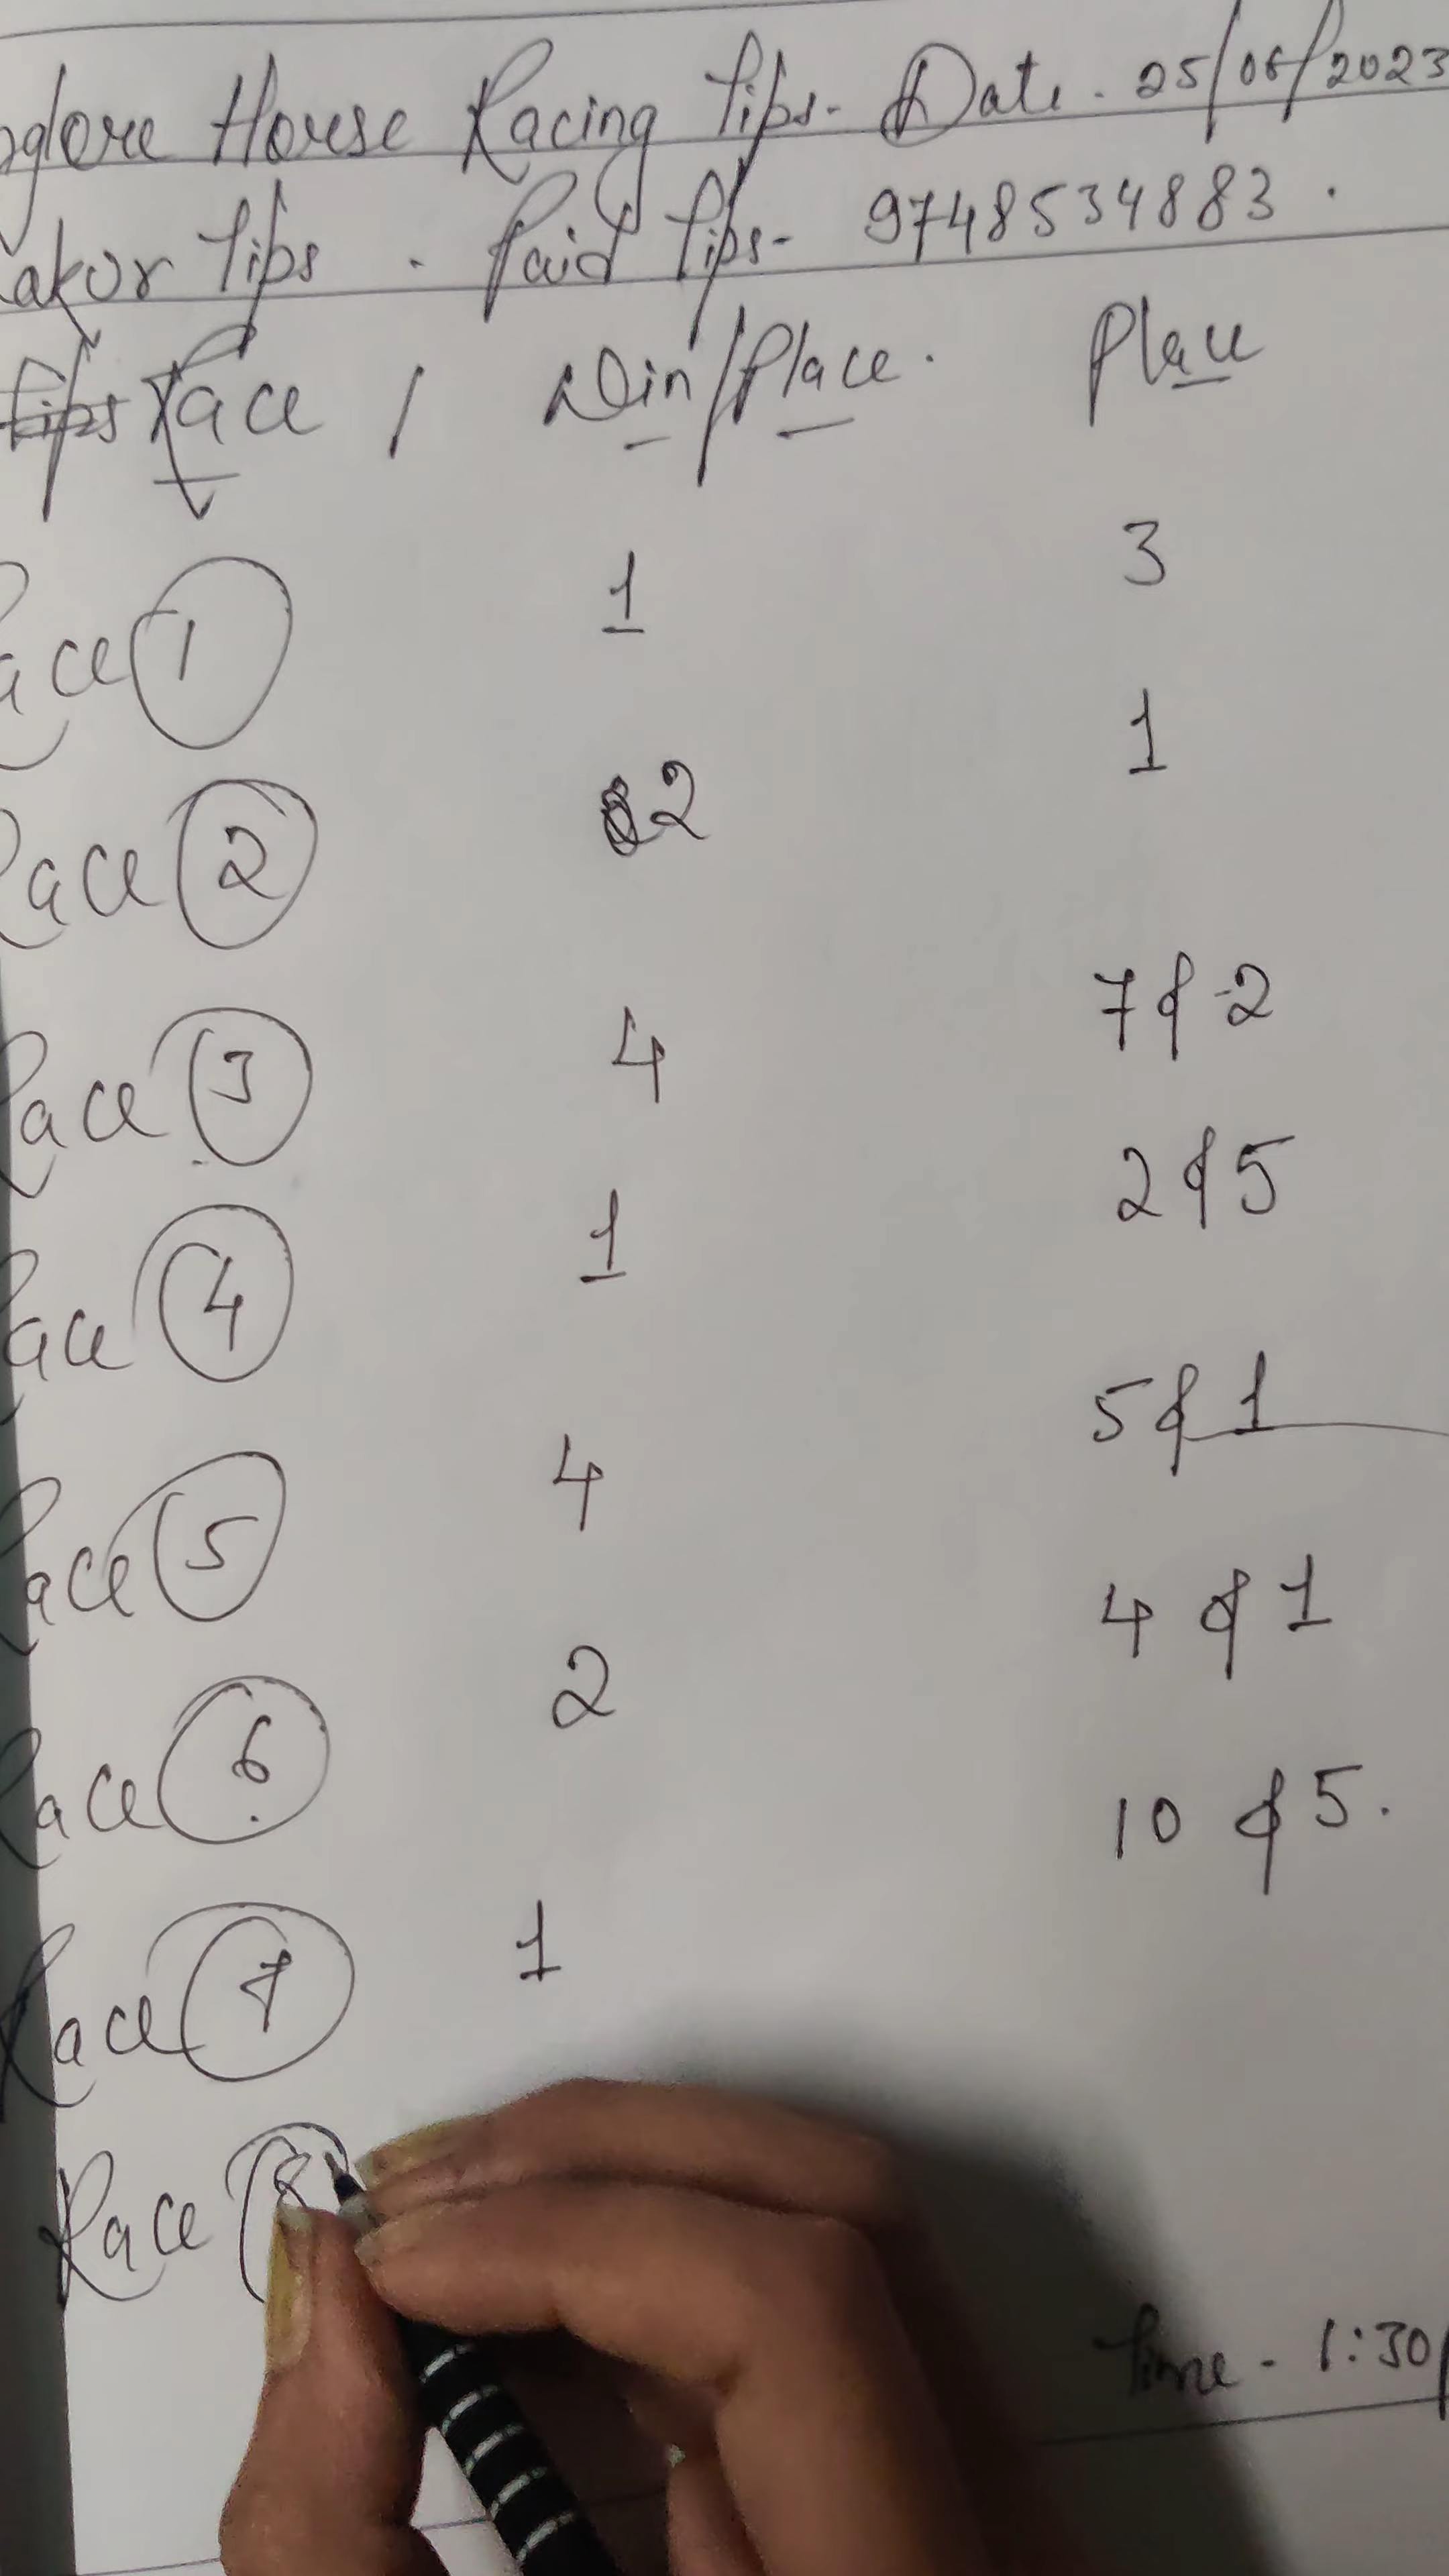 nglore Horse Racing Tips- Date. 25/06/2023
akor Tips . Paid Tips- 9748534883 .
Race / Win/Place. Place
Race 1 1 3
Race 2 2 1
Race 3 4 7 & 2
Race 4 1 2 & 5
Race 5 4 5 & 1
Race 6 2 4 & 1
Race 7 1 10 & 5.
Race 8
Time - 1:30